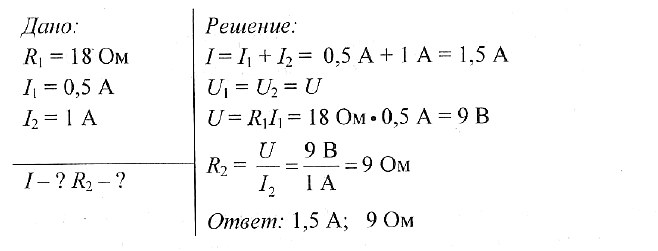 Дано:
R₁ = 18 Ом
I₁ = 0,5 А
I₂ = 1 А
I – ? R₂ – ?
Решение:
I = I₁ + I₂ = 0,5 А + 1 А = 1,5 А
U₁ = U₂ = U
U = R₁I₁ = 18 Ом • 0,5 А = 9 В
R₂ = U/I₂ = 9 В/1 А = 9 Ом
Ответ: 1,5 А; 9 Ом